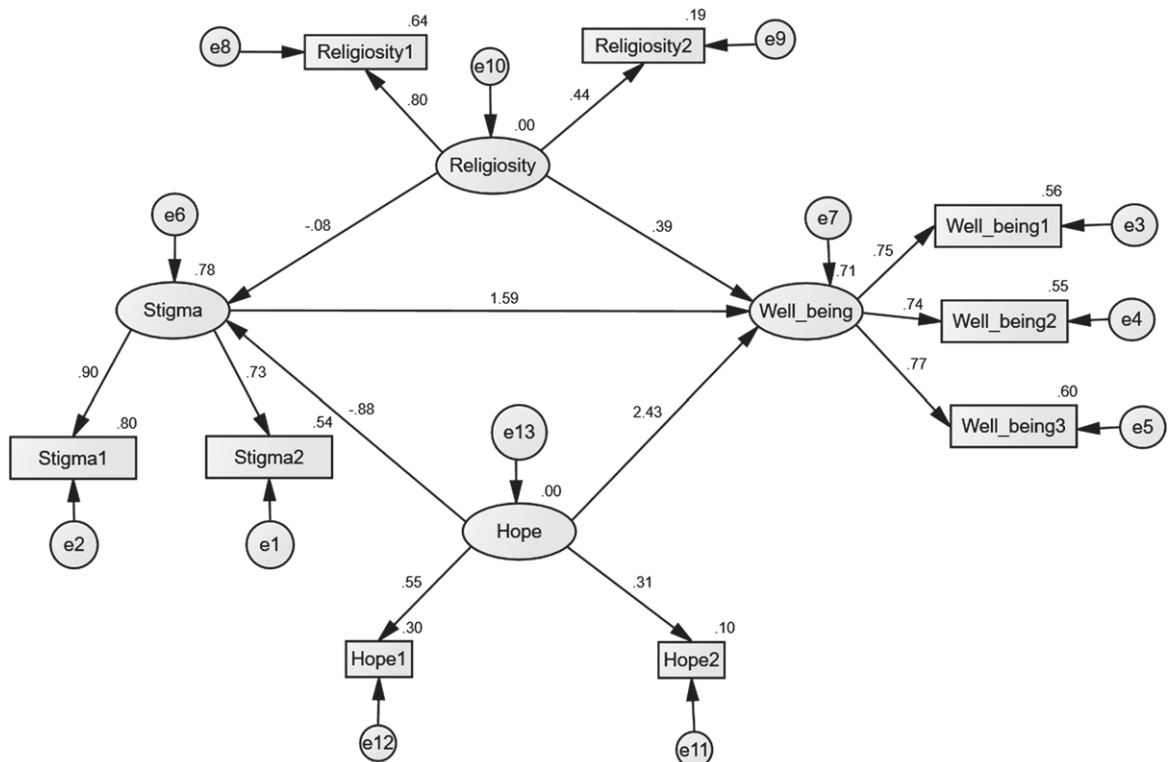 .64
.19
e8
Religiosity1
Religiosity2
e9
e10
.80
.44
.00
Religiosity
.56
e6
e7
Well_being1
e3
-.08
.39
.75
.78
.71
.55
Stigma
1.59
Well_being
.74
Well_being2
e4
.77
.90
.73
-.88
2.43
.60
.80
.54
e13
Well_being3
e5
Stigma1
Stigma2
.00
Hope
e2
e1
.55
.31
.30
.10
Hope1
Hope2
e12
e11